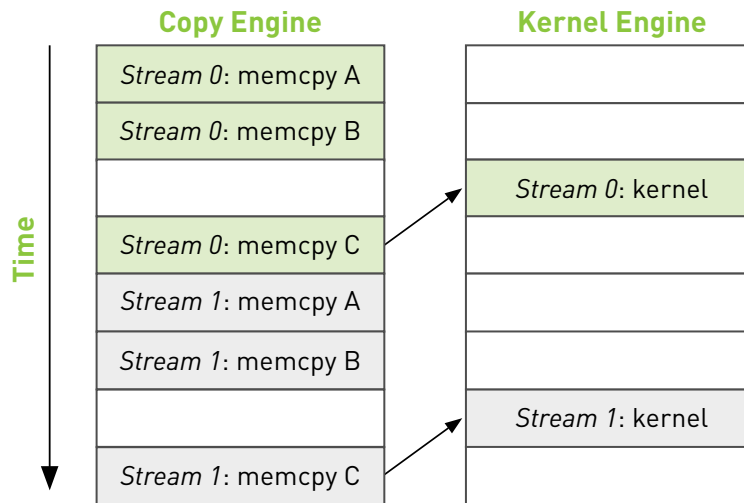 Copy Engine
Kernel Engine
Time
Stream 0: memcpy A
Stream 0: memcpy B
Stream 0: kernel
Stream 0: memcpy C
Stream 1: memcpy A
Stream 1: memcpy B
Stream 1: kernel
Stream 1: memcpy C